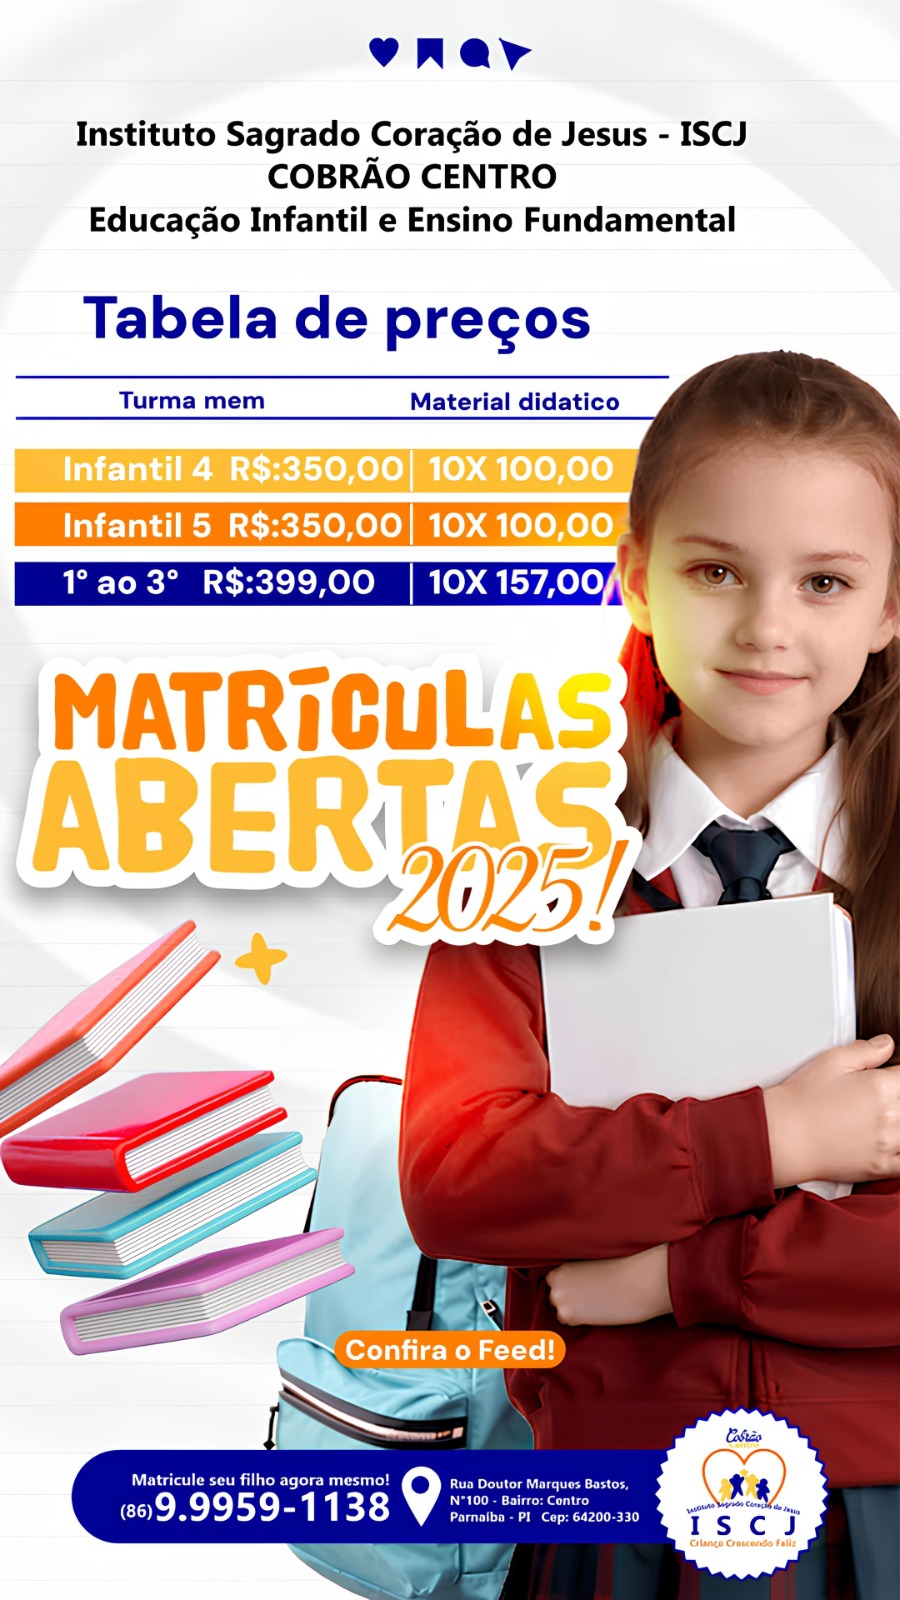 Instituto Sagrado Coração de Jesus - ISCJ
COBRÃO CENTRO
Educação Infantil e Ensino Fundamental
Tabela de preços
Turma mem Material didatico
Infantil 4 R$:350,00 10X 100,00
Infantil 5 R$:350,00 10X 100,00
1° ao 3° R$:399,00 10X 157,00
MATRÍCULAS
ABERTAS
2025!
Confira o Feed!
Matricule seu filho agora mesmo!
(86)9.9959-1138
Rua Doutor Marques Bastos,
N°100 - Bairro: Centro
Parnaíba - PI Cep: 64200-330
Cobrão
Centro
Instituto Sagrado Coração de Jesus
I S C J
Criança Crescendo Feliz